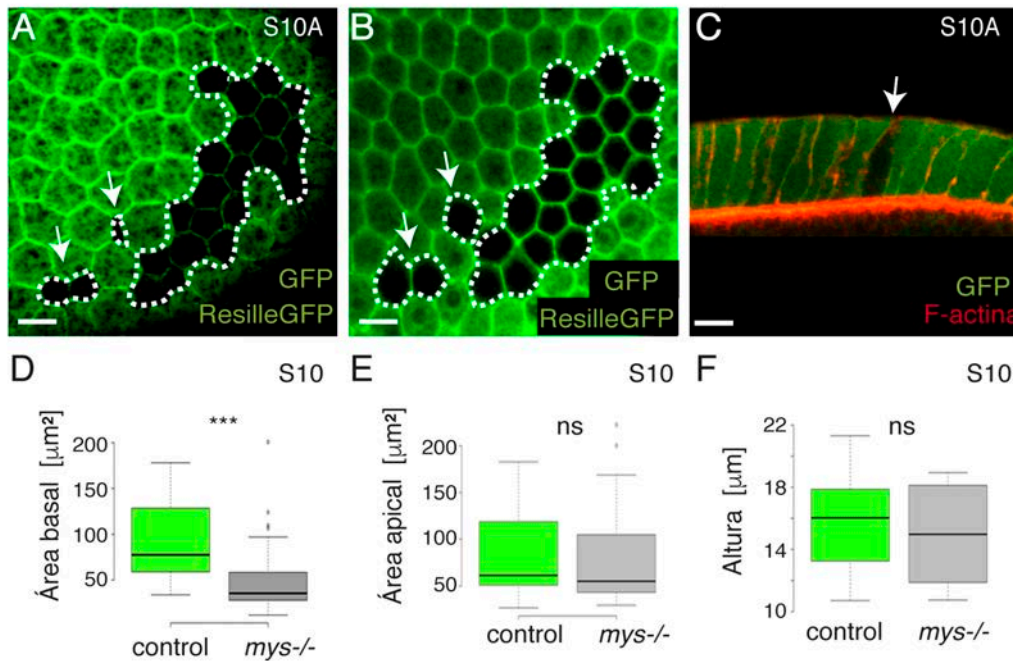 A
S10A
GFP
ResilleGFP
B
GFP
ResilleGFP
C
S10A
GFP
F-actina
D
S10
Área basal [µm²]
200
150
100
50
***
control
mys-/-
E
S10
Área apical [µm²]
200
150
100
50
ns
control
mys-/-
F
S10
Altura [µm]
22
18
14
10
ns
control
mys-/-